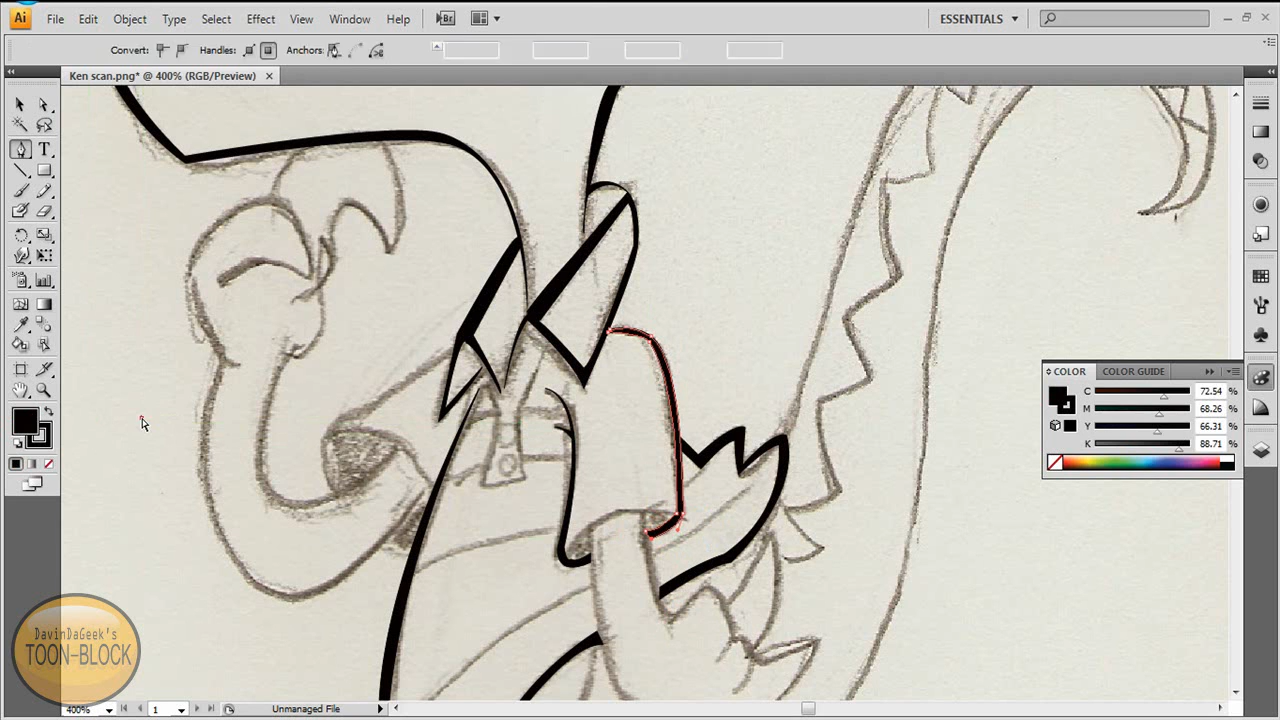 Ai File Edit Object Type Select Effect View Window Help Br ESSENTIALS
Convert: Handles: Anchors:
Ken scan.png* @ 400% (RGB/Preview) ×
T
COLOR COLOR GUIDE
C 72.54 %
M 68.26 %
Y 66.31 %
K 88.71 %
DavinDaGeek's
TOON-BLOCK
400% 1 Unmanaged File